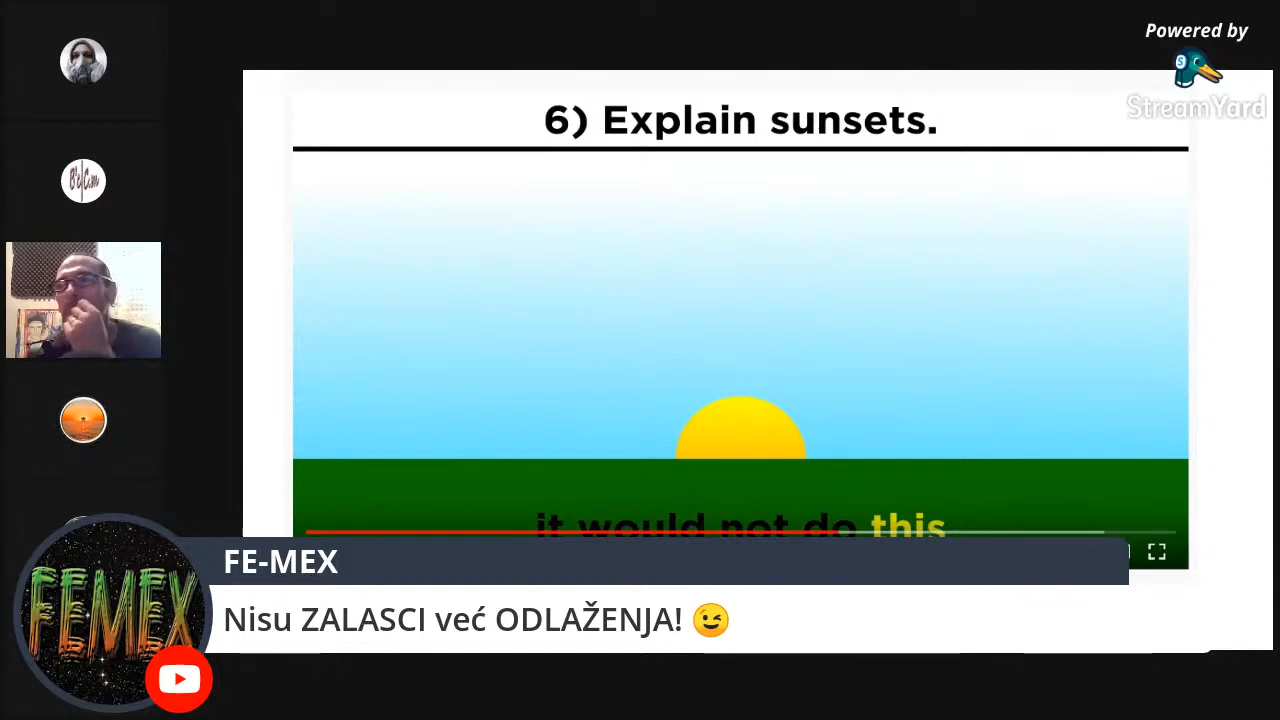 Powered by
StreamYard
6) Explain sunsets.
it would not do this
FE-MEX
Nisu ZALASCI već ODLAŽENJA! 😉
FEMEX